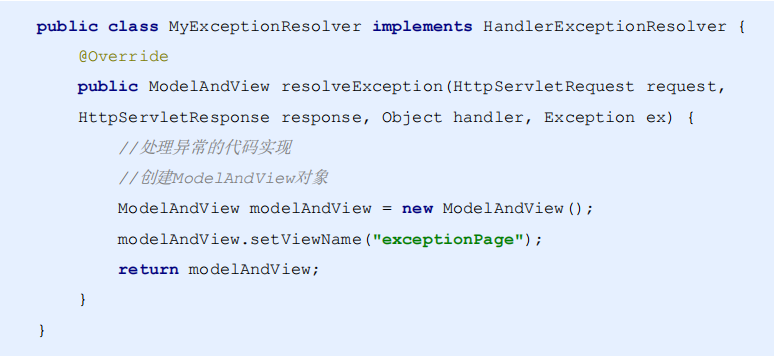 public class MyExceptionResolver implements HandlerExceptionResolver {
@Override
public ModelAndView resolveException(HttpServletRequest request,
HttpServletResponse response, Object handler, Exception ex) {
//处理异常的代码实现
//创建ModelAndView对象
ModelAndView modelAndView = new ModelAndView();
modelAndView.setViewName("exceptionPage");
return modelAndView;
}
}